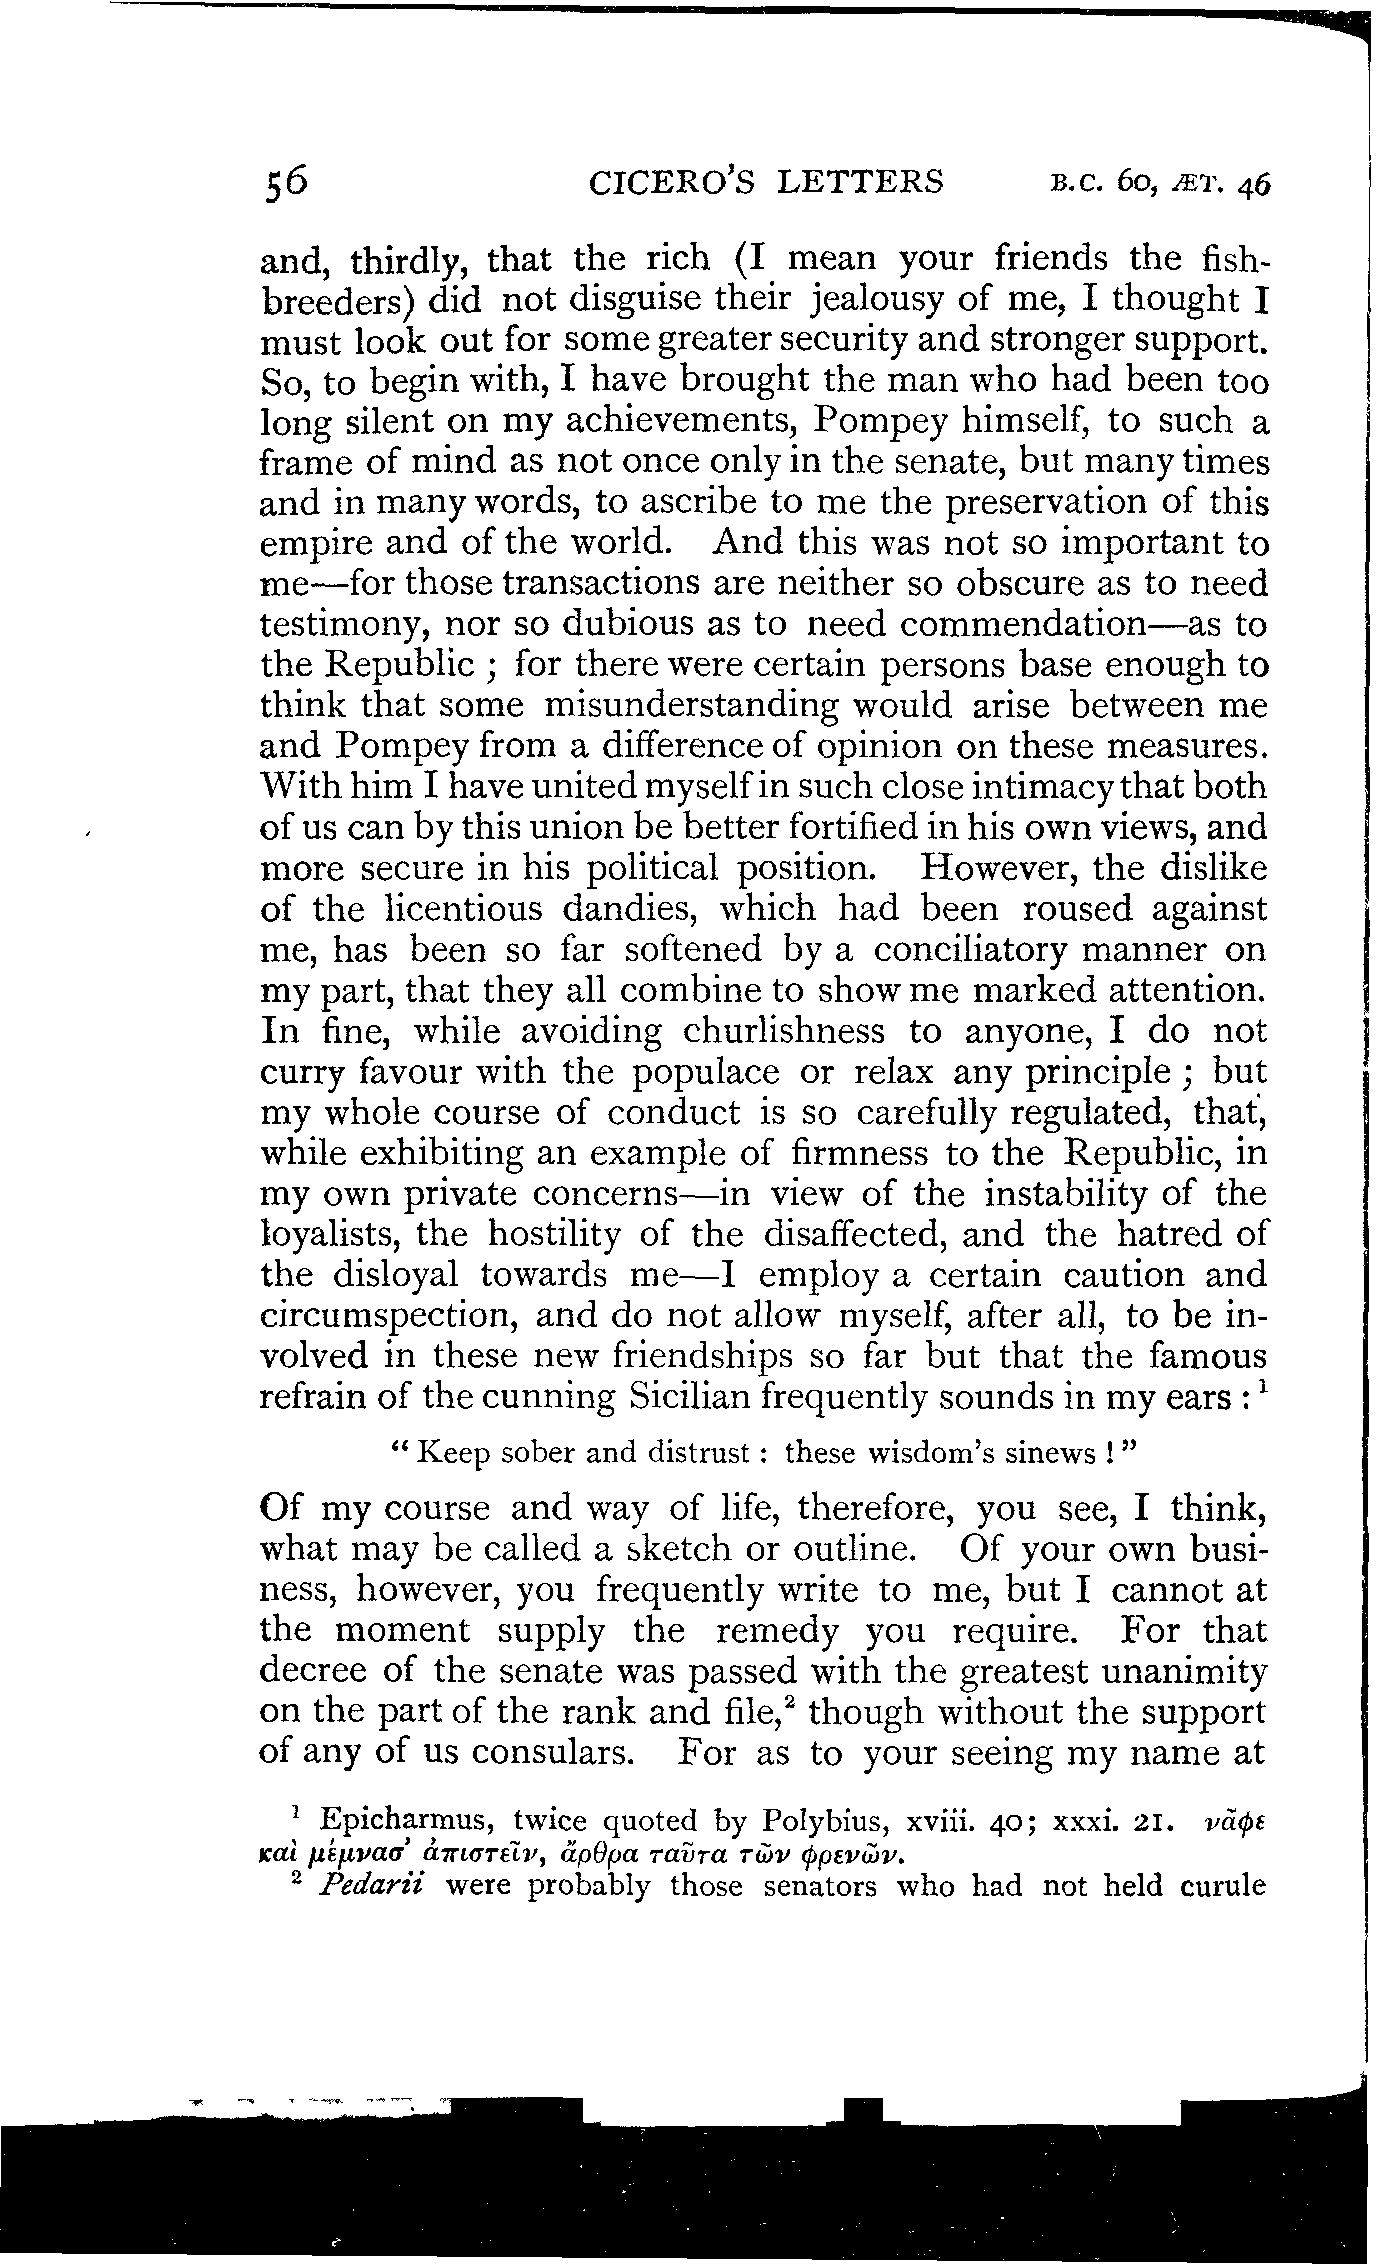 56 CICERO'S LETTERS B.C. 60, ÆT. 46
and, thirdly, that the rich (I mean your friends the fish-
breeders) did not disguise their jealousy of me, I thought I
must look out for some greater security and stronger support.
So, to begin with, I have brought the man who had been too
long silent on my achievements, Pompey himself, to such a
frame of mind as not once only in the senate, but many times
and in many words, to ascribe to me the preservation of this
empire and of the world. And this was not so important to
me—for those transactions are neither so obscure as to need
testimony, nor so dubious as to need commendation—as to
the Republic ; for there were certain persons base enough to
think that some misunderstanding would arise between me
and Pompey from a difference of opinion on these measures.
With him I have united myself in such close intimacy that both
of us can by this union be better fortified in his own views, and
more secure in his political position. However, the dislike
of the licentious dandies, which had been roused against
me, has been so far softened by a conciliatory manner on
my part, that they all combine to show me marked attention.
In fine, while avoiding churlishness to anyone, I do not
curry favour with the populace or relax any principle ; but
my whole course of conduct is so carefully regulated, that,
while exhibiting an example of firmness to the Republic, in
my own private concerns—in view of the instability of the
loyalists, the hostility of the disaffected, and the hatred of
the disloyal towards me—I employ a certain caution and
circumspection, and do not allow myself, after all, to be in-
volved in these new friendships so far but that the famous
refrain of the cunning Sicilian frequently sounds in my ears :¹
“ Keep sober and distrust : these wisdom's sinews ! ”
Of my course and way of life, therefore, you see, I think,
what may be called a sketch or outline. Of your own busi-
ness, however, you frequently write to me, but I cannot at
the moment supply the remedy you require. For that
decree of the senate was passed with the greatest unanimity
on the part of the rank and file,² though without the support
of any of us consulars. For as to your seeing my name at
¹ Epicharmus, twice quoted by Polybius, xviii. 40; xxxi. 21. νᾶφε
καὶ μέμνασ' ἀπιστεῖν, ἄρθρα ταῦτα τῶν φρενῶν.
² Pedarii were probably those senators who had not held curule